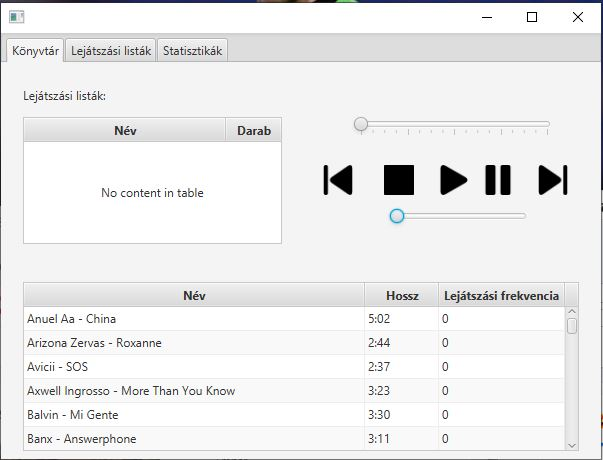 Könyvtár Lejátszási listák Statisztikák
Lejátszási listák:
Név Darab
No content in table
Név Hossz Lejátszási frekvencia
Anuel Aa - China 5:02 0
Arizona Zervas - Roxanne 2:44 0
Avicii - SOS 2:37 0
Axwell Ingrosso - More Than You Know 3:23 0
Balvin - Mi Gente 3:30 0
Banx - Answerphone 3:11 0